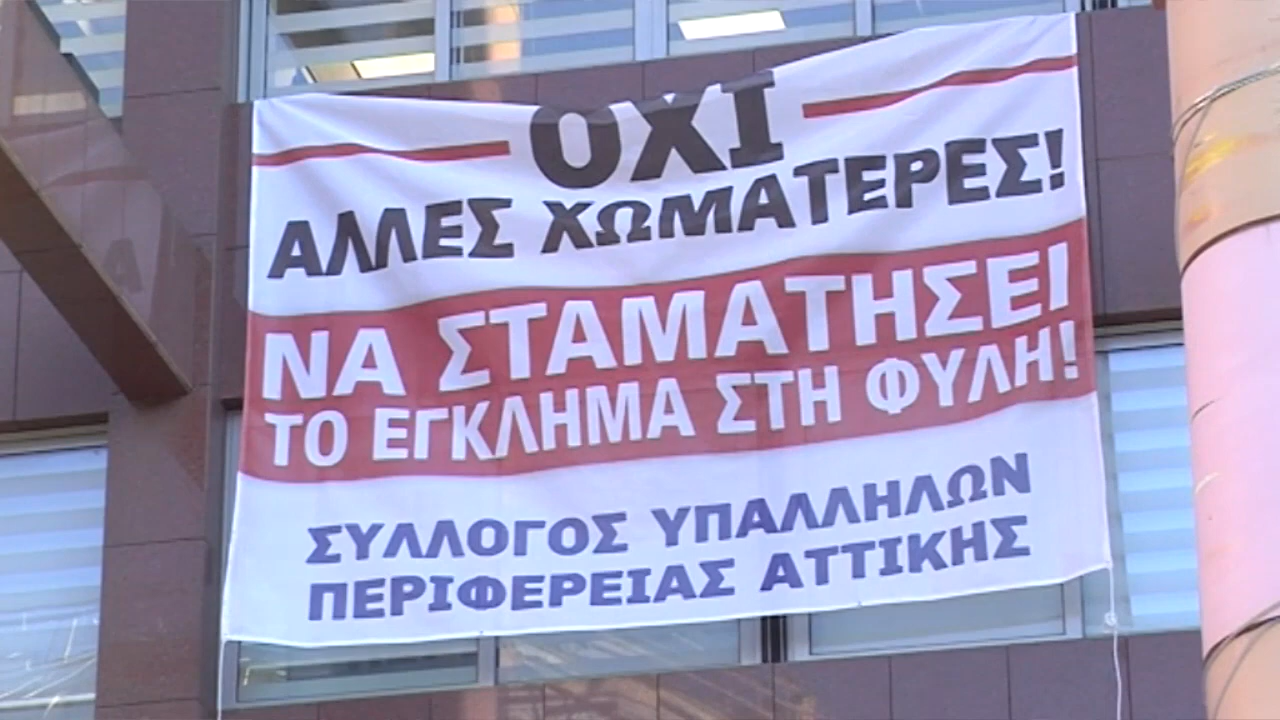 ΟΧΙ
ΑΛΛΕΣ ΧΩΜΑΤΕΡΕΣ!
ΝΑ ΣΤΑΜΑΤΗΣΕΙ
ΤΟ ΕΓΚΛΗΜΑ ΣΤΗ ΦΥΛΗ!
ΣΥΛΛΟΓΟΣ ΥΠΑΛΛΗΛΩΝ
ΠΕΡΙΦΕΡΕΙΑΣ ΑΤΤΙΚΗΣ